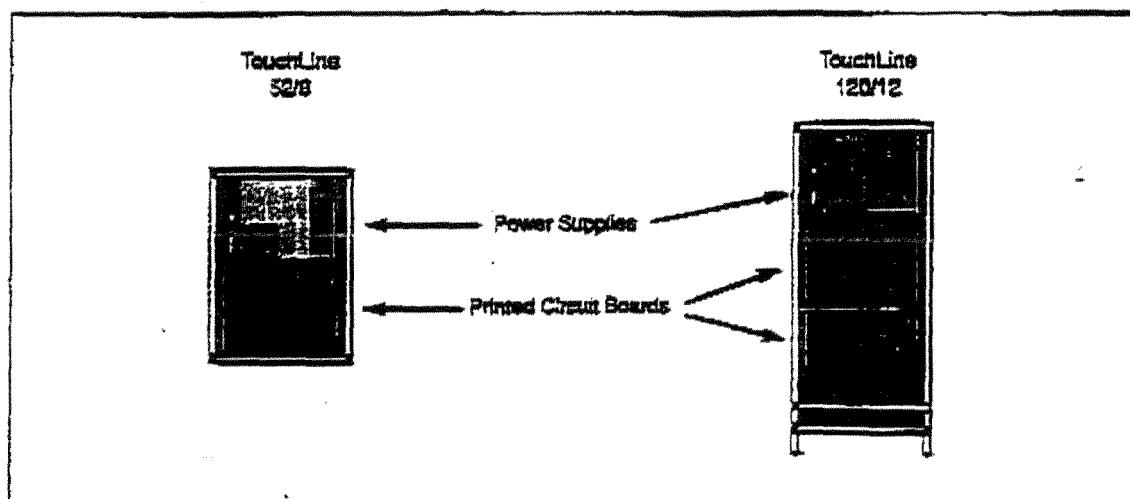 TouchLine
52/8
TouchLine
120/12
Power Supplies
Printed Circuit Boards